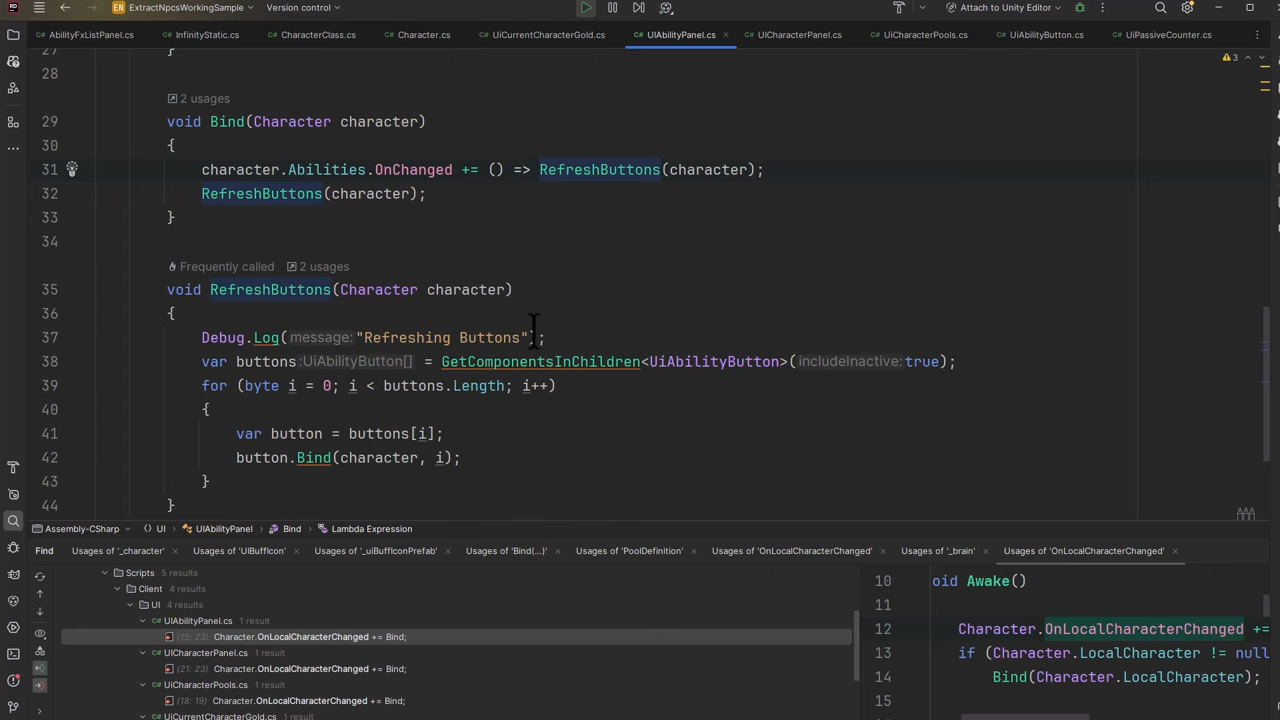 ExtractNpcsWorkingSample Version control Attach to Unity Editor
AbilityFxListPanel.cs InfinityStatic.cs CharacterClass.cs Character.cs UiCurrentCharacterGold.cs UIAbilityPanel.cs UICharacterPanel.cs UiCharacterPools.cs UiAbilityButton.cs UiPassiveCounter.cs
27 }
28
2 usages
29 void Bind(Character character)
30 {
31 character.Abilities.OnChanged += () => RefreshButtons(character);
32 RefreshButtons(character);
33 }
34
Frequently called 2 usages
35 void RefreshButtons(Character character)
36 {
37 Debug.Log( message: "Refreshing Buttons");
38 var buttons :UiAbilityButton[] = GetComponentsInChildren<UiAbilityButton>( includeInactive: true);
39 for (byte i = 0; i < buttons.Length; i++)
40 {
41 var button = buttons[i];
42 button.Bind(character, i);
43 }
44 }
3
Assembly-CSharp UI UIAbilityPanel Bind Lambda Expression
Find Usages of '_character' Usages of 'UIBuffIcon' Usages of '_uiBuffIconPrefab' Usages of 'Bind(...)' Usages of 'PoolDefinition' Usages of 'OnLocalCharacterChanged' Usages of '_brain' Usages of 'OnLocalCharacterChanged'
Scripts 5 results
Client 4 results
UI 4 results
UIAbilityPanel.cs 1 result
(15: 23) Character.OnLocalCharacterChanged += Bind;
UICharacterPanel.cs 1 result
(21: 23) Character.OnLocalCharacterChanged += Bind;
UiCharacterPools.cs 1 result
(18: 19) Character.OnLocalCharacterChanged += Bind;
UiCurrentCharacterGold.cs 1 result
10 oid Awake()
11
12 Character.OnLocalCharacterChanged +=
13 if (Character.LocalCharacter != null
14 Bind(Character.LocalCharacter);
15